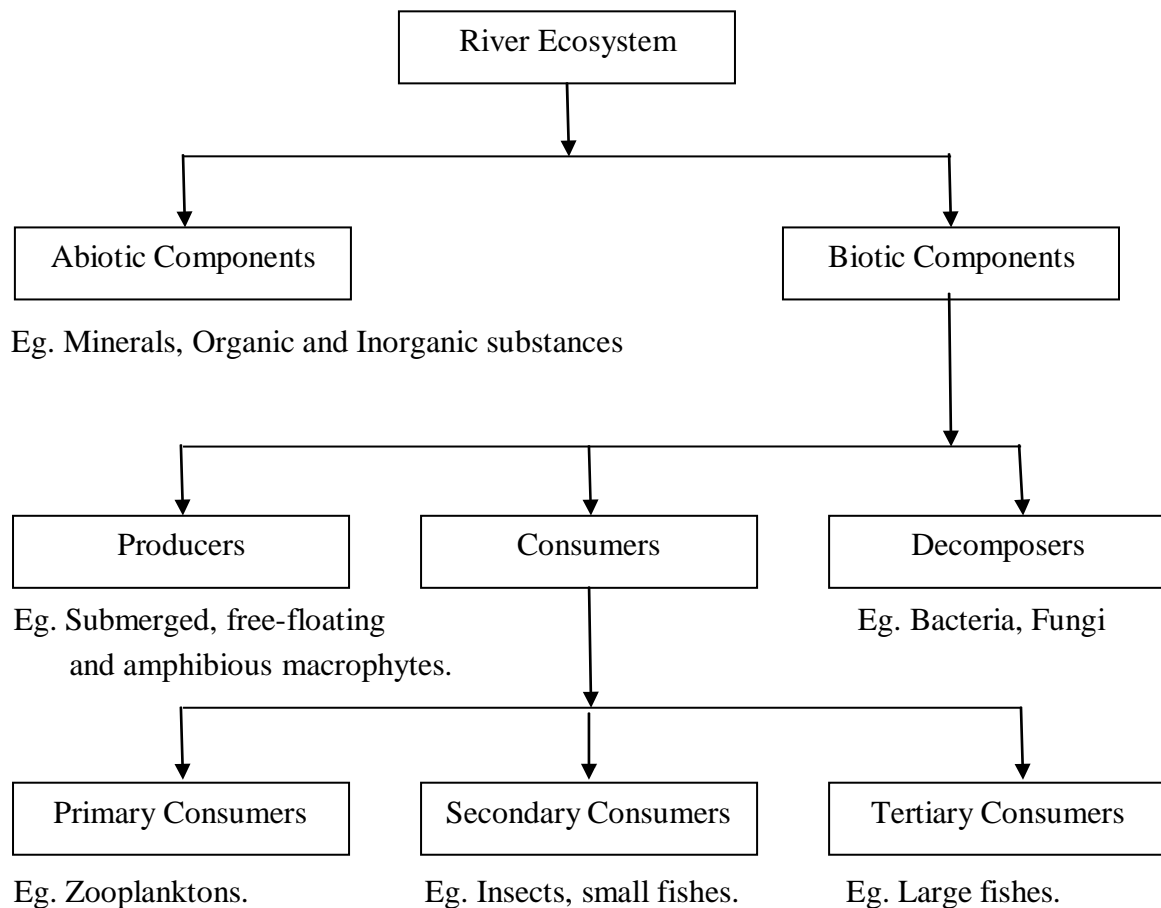 River Ecosystem
Abiotic Components
Biotic Components
Eg. Minerals, Organic and Inorganic substances
Producers
Consumers
Decomposers
Eg. Submerged, free-floating
and amphibious macrophytes.
Eg. Bacteria, Fungi
Primary Consumers
Secondary Consumers
Tertiary Consumers
Eg. Zooplanktons.
Eg. Insects, small fishes.
Eg. Large fishes.